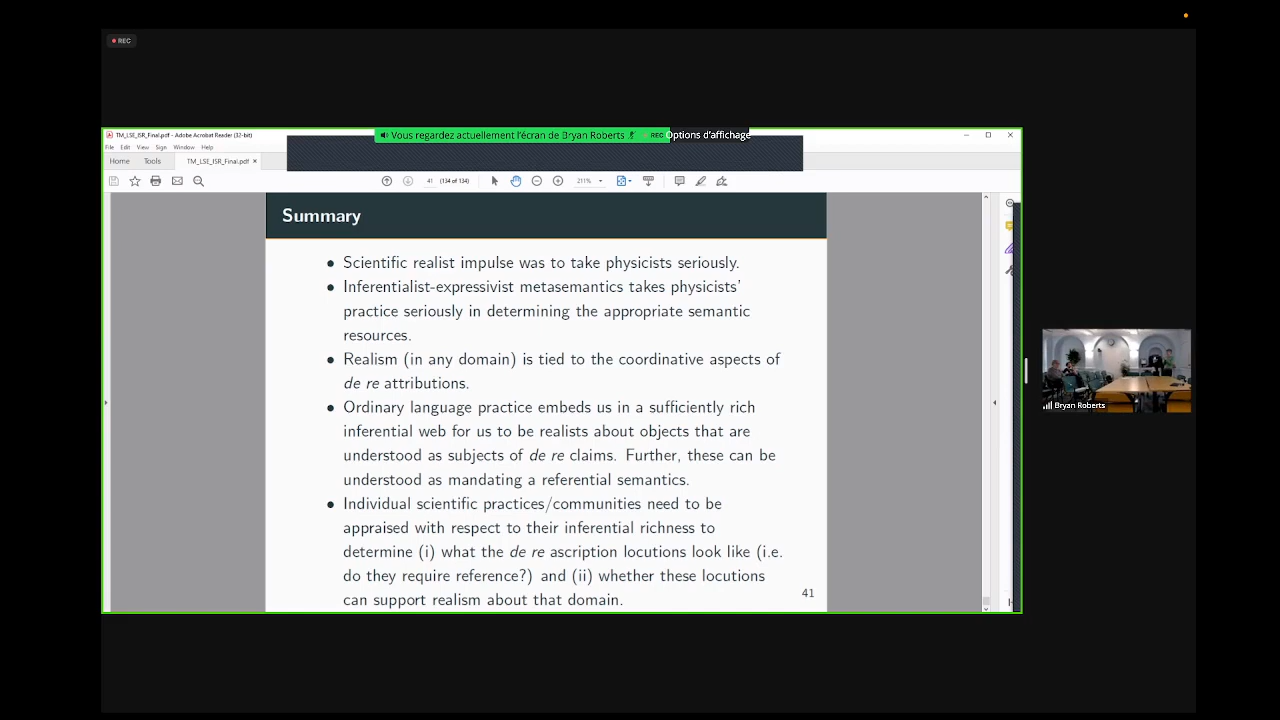 REC
TM_LSE_ISR_Final.pdf - Adobe Acrobat Reader (32-bit)
Vous regardez actuellement l'écran de Bryan Roberts
REC
Options d'affichage
File Edit View Sign Window Help
Home Tools TM_LSE_ISR_Final.pdf
41 (134 of 134) 211%
Summary
• Scientific realist impulse was to take physicists seriously.
• Inferentialist-expressivist metasemantics takes physicists'
practice seriously in determining the appropriate semantic
resources.
• Realism (in any domain) is tied to the coordinative aspects of
de re attributions.
• Ordinary language practice embeds us in a sufficiently rich
inferential web for us to be realists about objects that are
understood as subjects of de re claims. Further, these can be
understood as mandating a referential semantics.
• Individual scientific practices/communities need to be
appraised with respect to their inferential richness to
determine (i) what the de re ascription locutions look like (i.e.
do they require reference?) and (ii) whether these locutions
can support realism about that domain.
41
Bryan Roberts